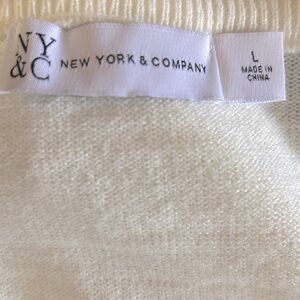 NY
&C NEW YORK & COMPANY
L
MADE IN
CHINA